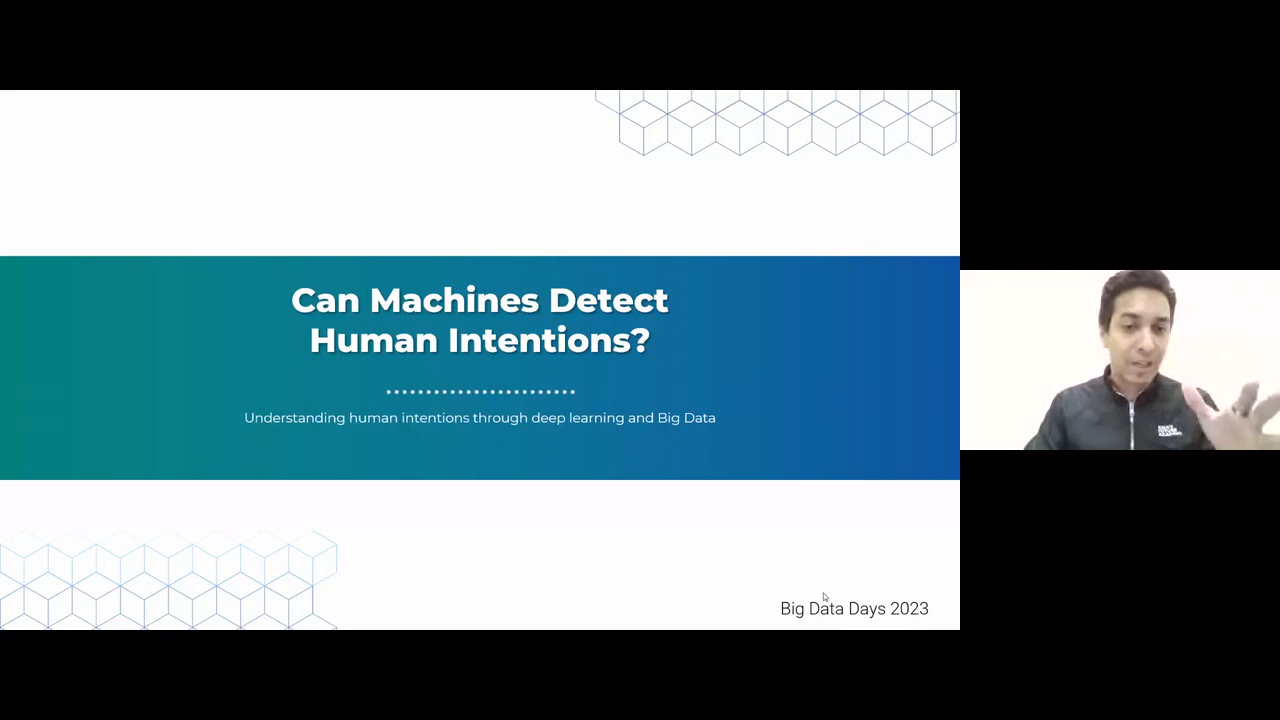 Can Machines Detect
Human Intentions?
Understanding human intentions through deep learning and Big Data
Big Data Days 2023